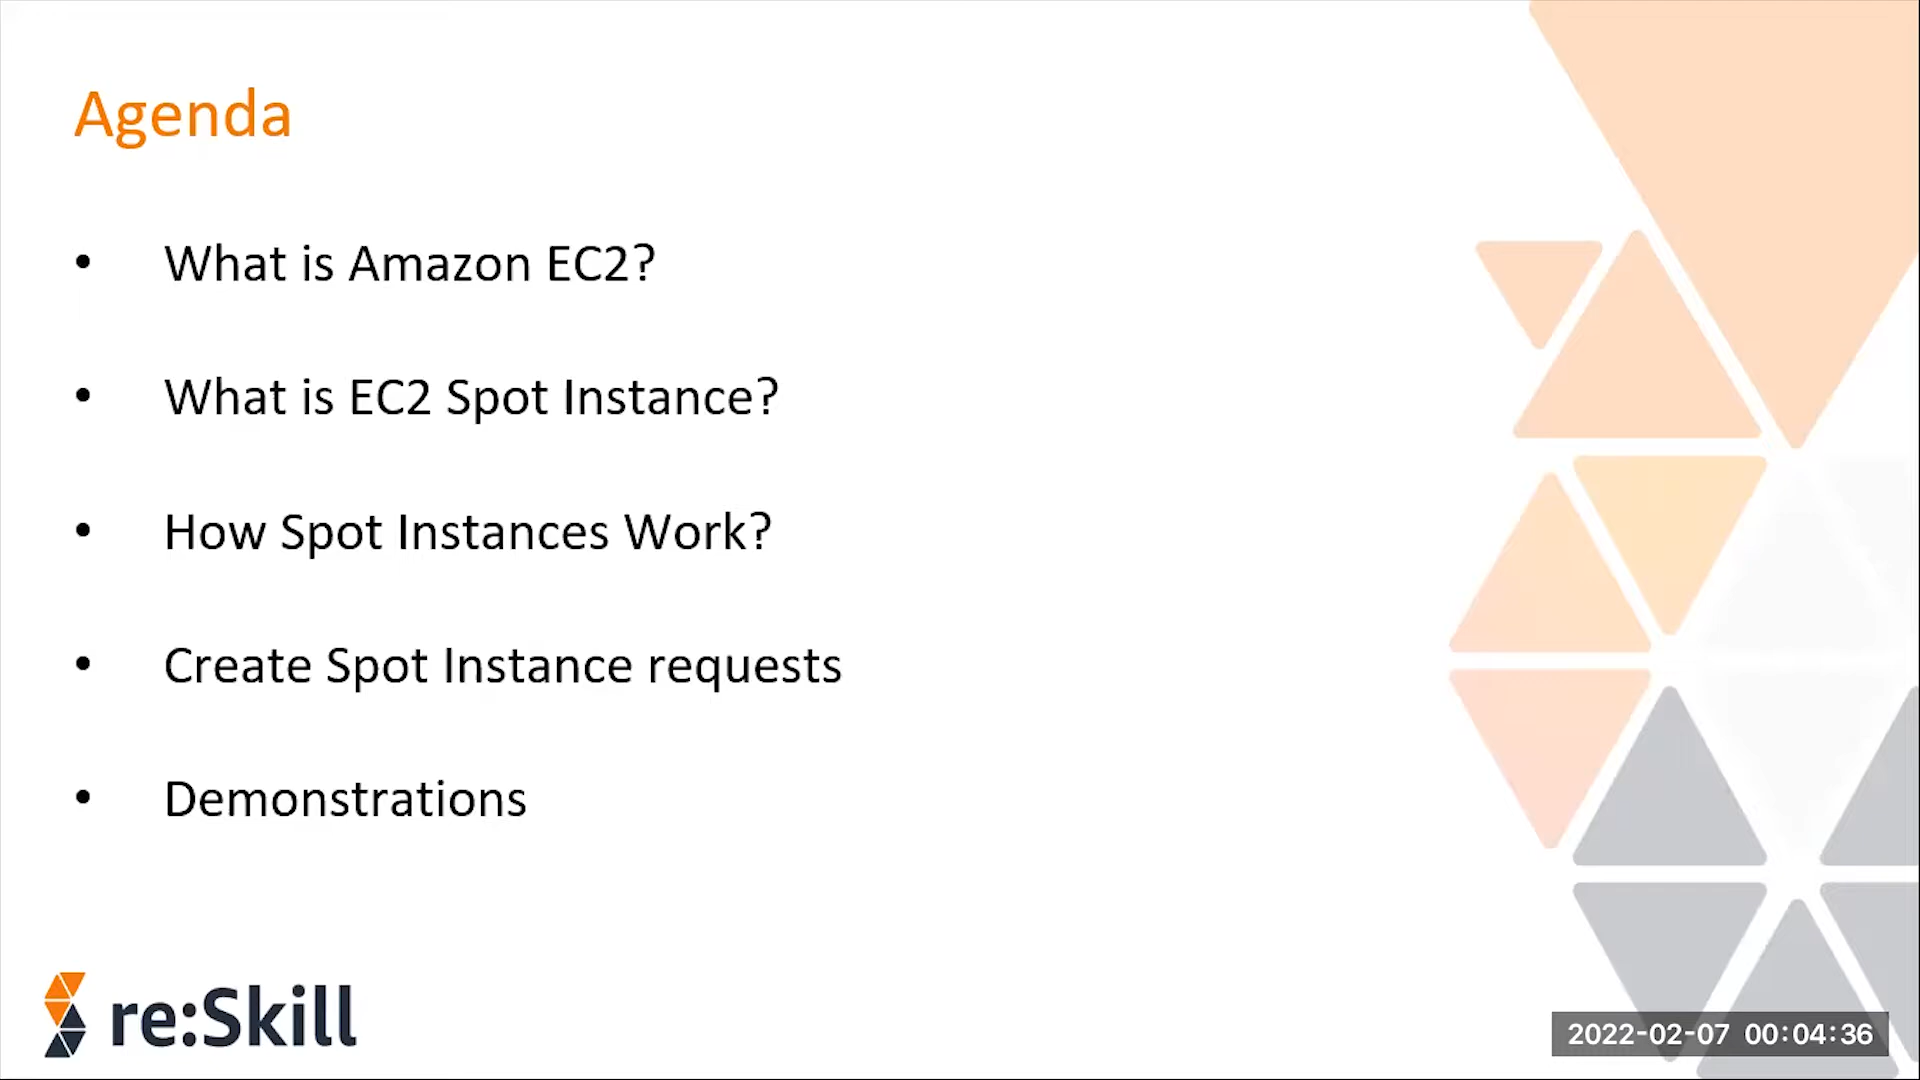 Agenda
• What is Amazon EC2?
• What is EC2 Spot Instance?
• How Spot Instances Work?
• Create Spot Instance requests
• Demonstrations
re:Skill
2022-02-07 00:04:36